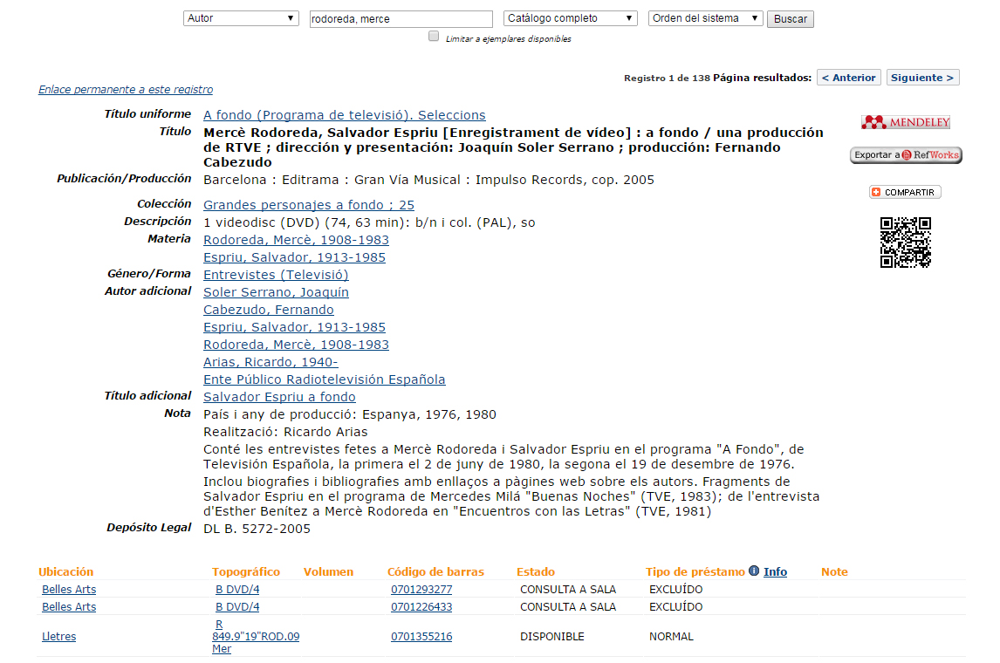 Autor rodoreda, merce Catálogo completo Orden del sistema Buscar
Limitar a ejemplares disponibles
Registro 1 de 138 Página resultados: < Anterior Siguiente >
Enlace permanente a este registro
Título uniforme A fondo (Programa de televisió). Seleccions
Título Mercè Rodoreda, Salvador Espriu [Enregistrament de vídeo] : a fondo / una producción
de RTVE ; dirección y presentación: Joaquín Soler Serrano ; producción: Fernando
Cabezudo
Publicación/Producción Barcelona : Editrama : Gran Vía Musical : Impulso Records, cop. 2005
Colección Grandes personajes a fondo ; 25
Descripción 1 videodisc (DVD) (74, 63 min): b/n i col. (PAL), so
Materia Rodoreda, Mercè, 1908-1983
Espriu, Salvador, 1913-1985
Género/Forma Entrevistes (Televisió)
Autor adicional Soler Serrano, Joaquín
Cabezudo, Fernando
Espriu, Salvador, 1913-1985
Rodoreda, Mercè, 1908-1983
Arias, Ricardo, 1940-
Ente Público Radiotelevisión Española
Título adicional Salvador Espriu a fondo
Nota País i any de producció: Espanya, 1976, 1980
Realització: Ricardo Arias
Conté les entrevistes fetes a Mercè Rodoreda i Salvador Espriu en el programa "A Fondo", de
Televisión Española, la primera el 2 de juny de 1980, la segona el 19 de desembre de 1976.
Inclou biografies i bibliografies amb enllaços a pàgines web sobre els autors. Fragments de
Salvador Espriu en el programa de Mercedes Milá "Buenas Noches" (TVE, 1983); de l'entrevista
d'Esther Benítez a Mercè Rodoreda en "Encuentros con las Letras" (TVE, 1981)
Depósito Legal DL B. 5272-2005
MENDELEY
Exportar a RefWorks
COMPARTIR
Ubicación Topográfico Volumen Código de barras Estado Tipo de préstamo Info Note
Belles Arts B DVD/4 0701293277 CONSULTA A SALA EXCLUÍDO
Belles Arts B DVD/4 0701226433 CONSULTA A SALA EXCLUÍDO
Lletres R 849.9"19"ROD.09 Mer 0701355216 DISPONIBLE NORMAL